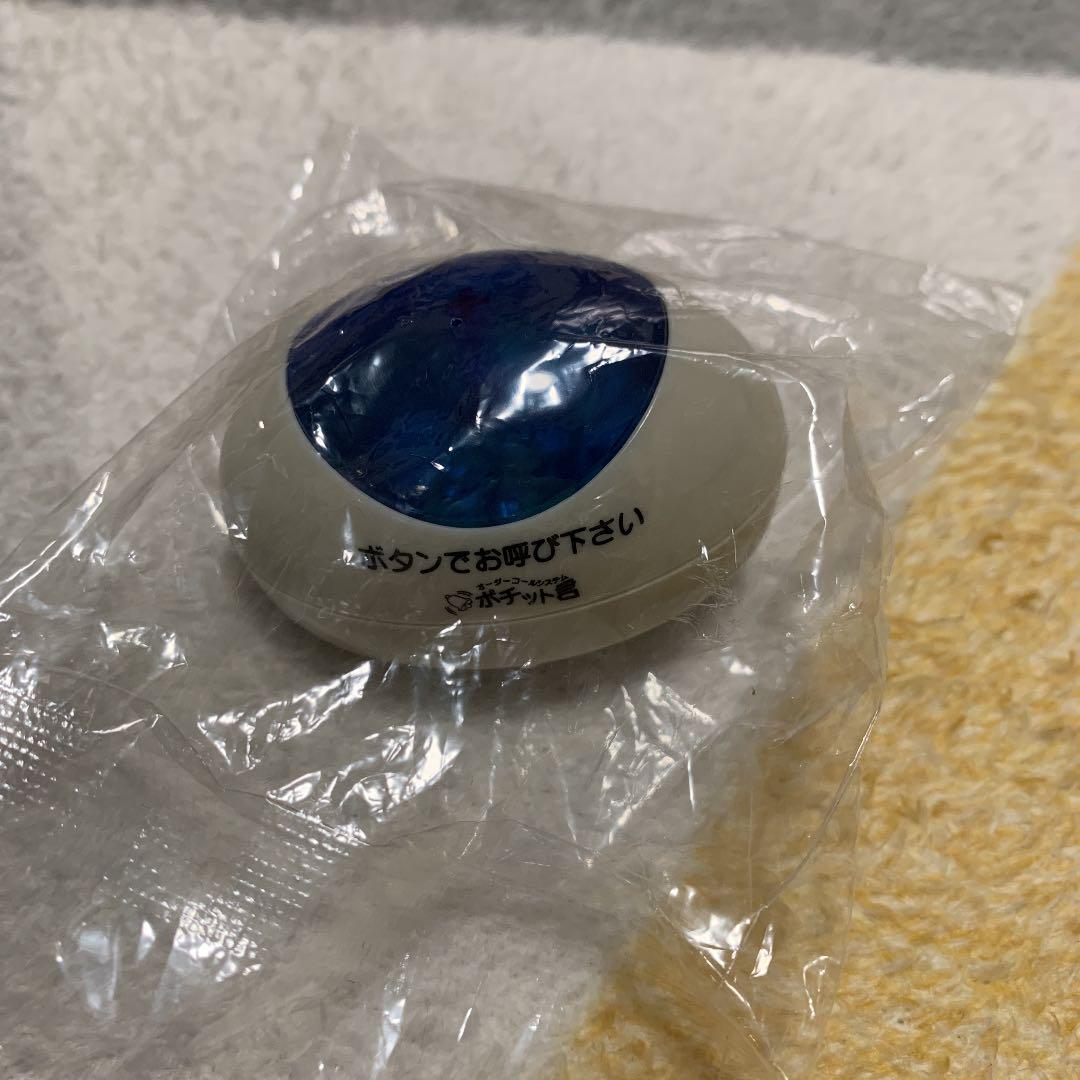 ボタンでお呼び下さい
オーダーコールシステム
ポチット君